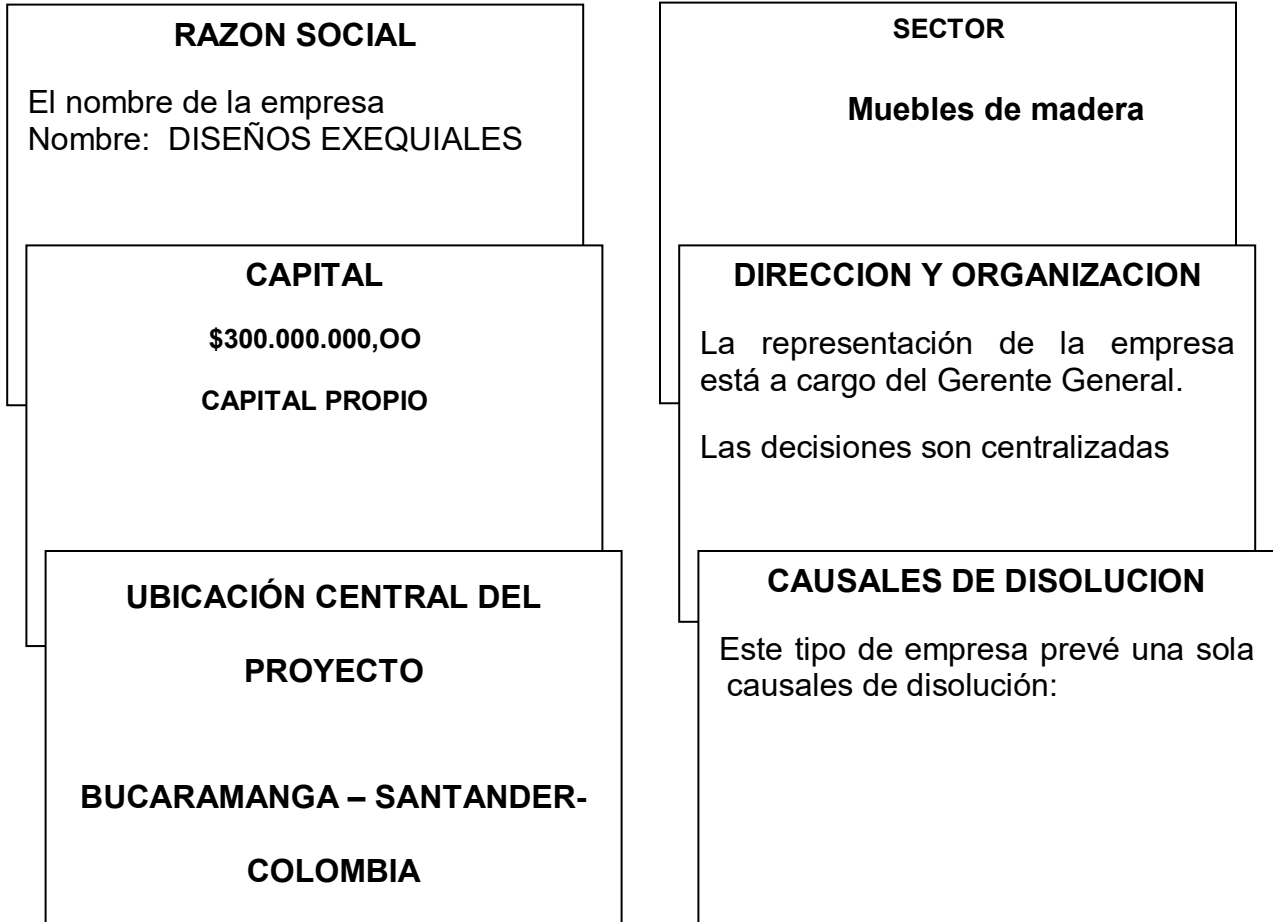 RAZON SOCIAL
El nombre de la empresa
Nombre: DISEÑOS EXEQUIALES
CAPITAL
$300.000.000,OO
CAPITAL PROPIO
UBICACIÓN CENTRAL DEL
PROYECTO
BUCARAMANGA – SANTANDER-
COLOMBIA
SECTOR
Muebles de madera
DIRECCION Y ORGANIZACION
La representación de la empresa
está a cargo del Gerente General.
Las decisiones son centralizadas
CAUSALES DE DISOLUCION
Este tipo de empresa prevé una sola
causales de disolución: